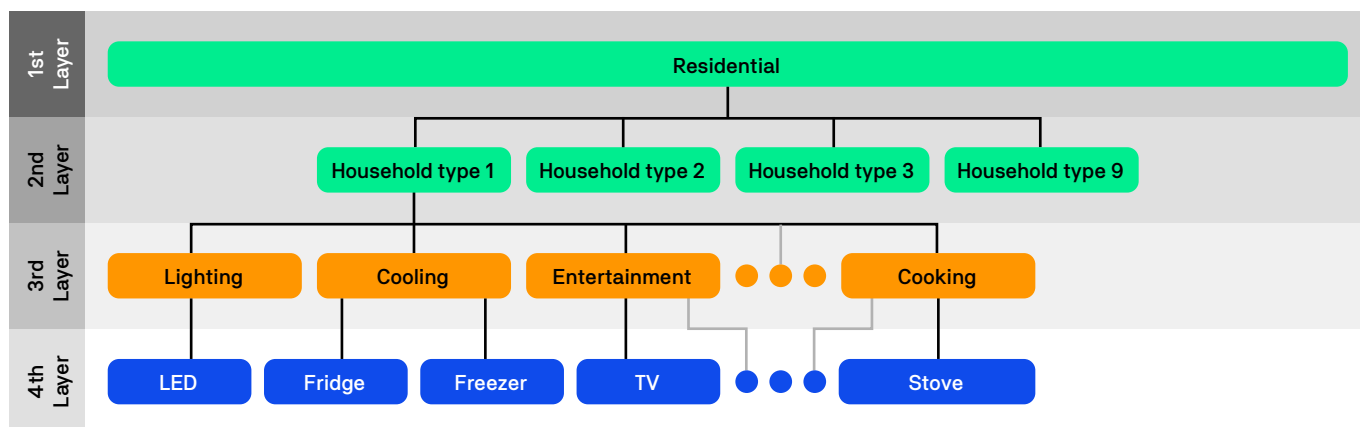 1st
Layer
Residential
2nd
Layer
Household type 1
Household type 2
Household type 3
Household type 9
3rd
Layer
Lighting
Cooling
Entertainment
Cooking
4th
Layer
LED
Fridge
Freezer
TV
Stove